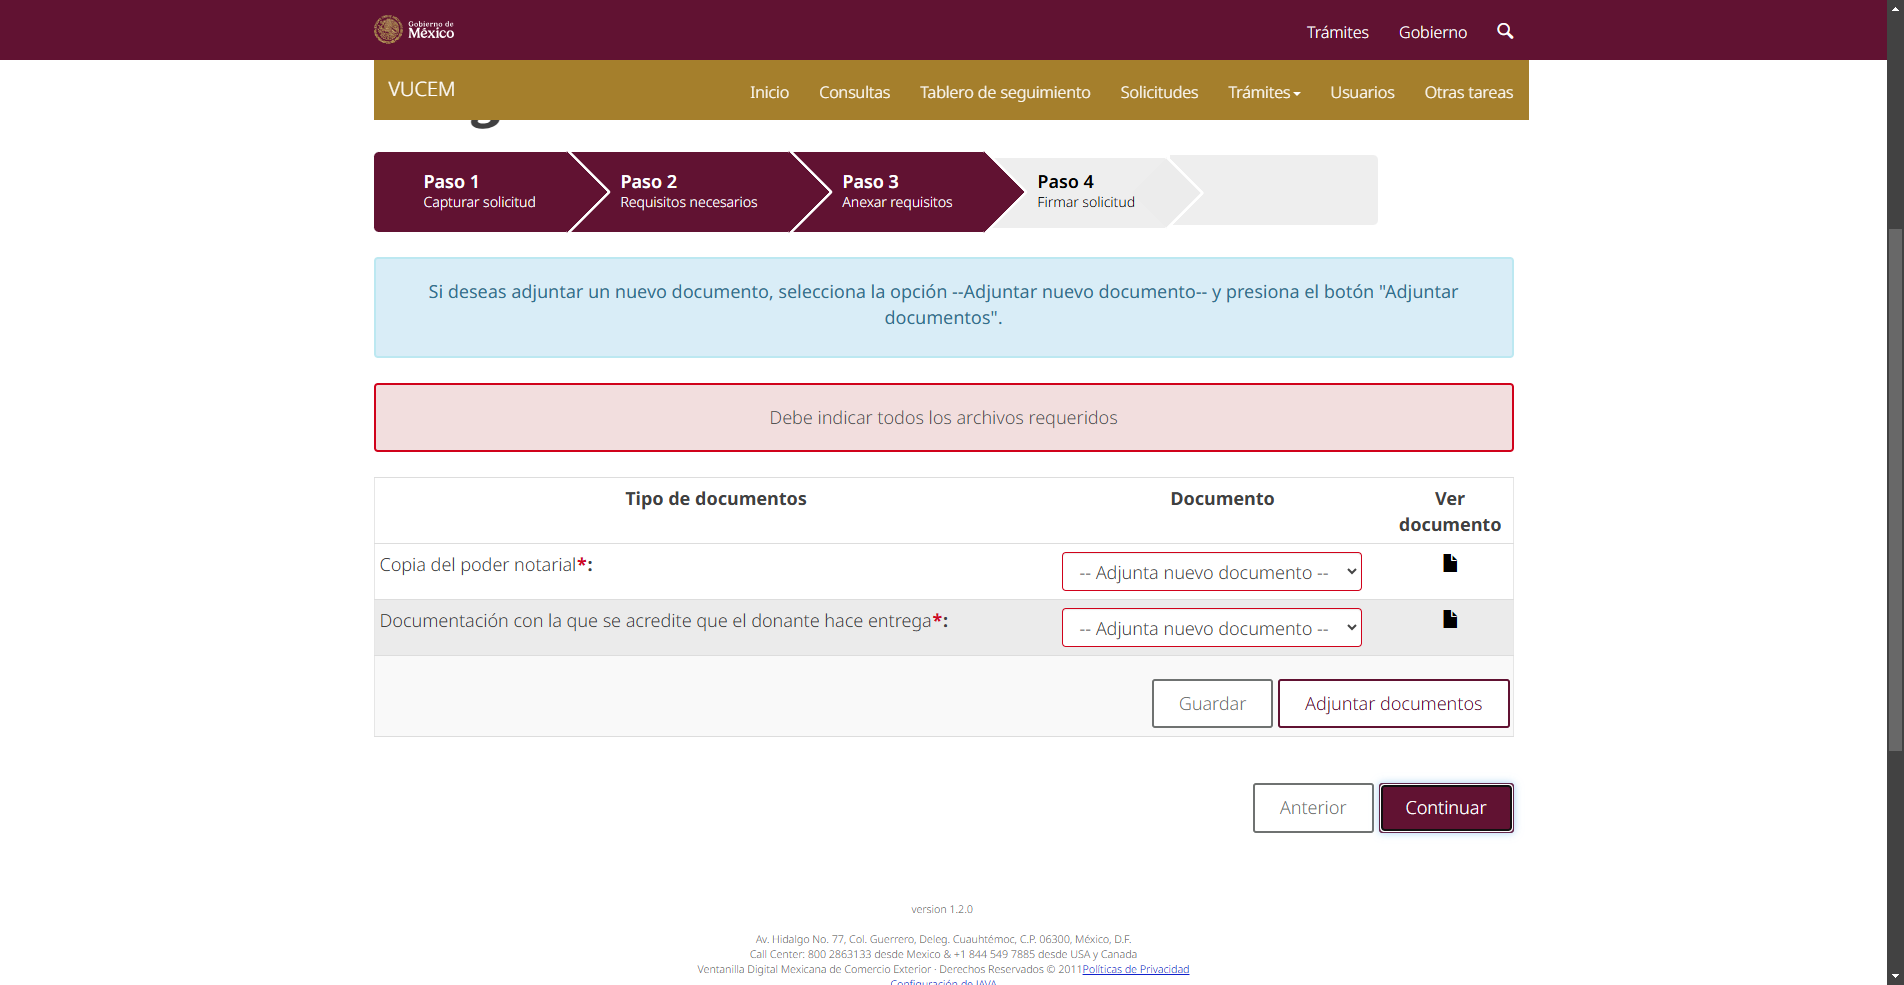 Gobierno de
México
Trámites
Gobierno
VUCEM
Inicio
Consultas
Tablero de seguimiento
Solicitudes
Trámites
Usuarios
Otras tareas
Paso 1
Capturar solicitud
Paso 2
Requisitos necesarios
Paso 3
Anexar requisitos
Paso 4
Firmar solicitud
Si deseas adjuntar un nuevo documento, selecciona la opción --Adjuntar nuevo documento-- y presiona el botón "Adjuntar
documentos".
Debe indicar todos los archivos requeridos
Tipo de documentos
Documento
Ver
documento
Copia del poder notarial*:
-- Adjunta nuevo documento --
Documentación con la que se acredite que el donante hace entrega*:
-- Adjunta nuevo documento --
Guardar
Adjuntar documentos
Anterior
Continuar
version 1.2.0
Av. Hidalgo No. 77, Col. Guerrero, Deleg. Cuauhtémoc, C.P. 06300, México, D.F.
Call Center: 800 2863133 desde Mexico & +1 844 549 7885 desde USA y Canada
Ventanilla Digital Mexicana de Comercio Exterior · Derechos Reservados © 2011Políticas de Privacidad
Configuración de JAVA